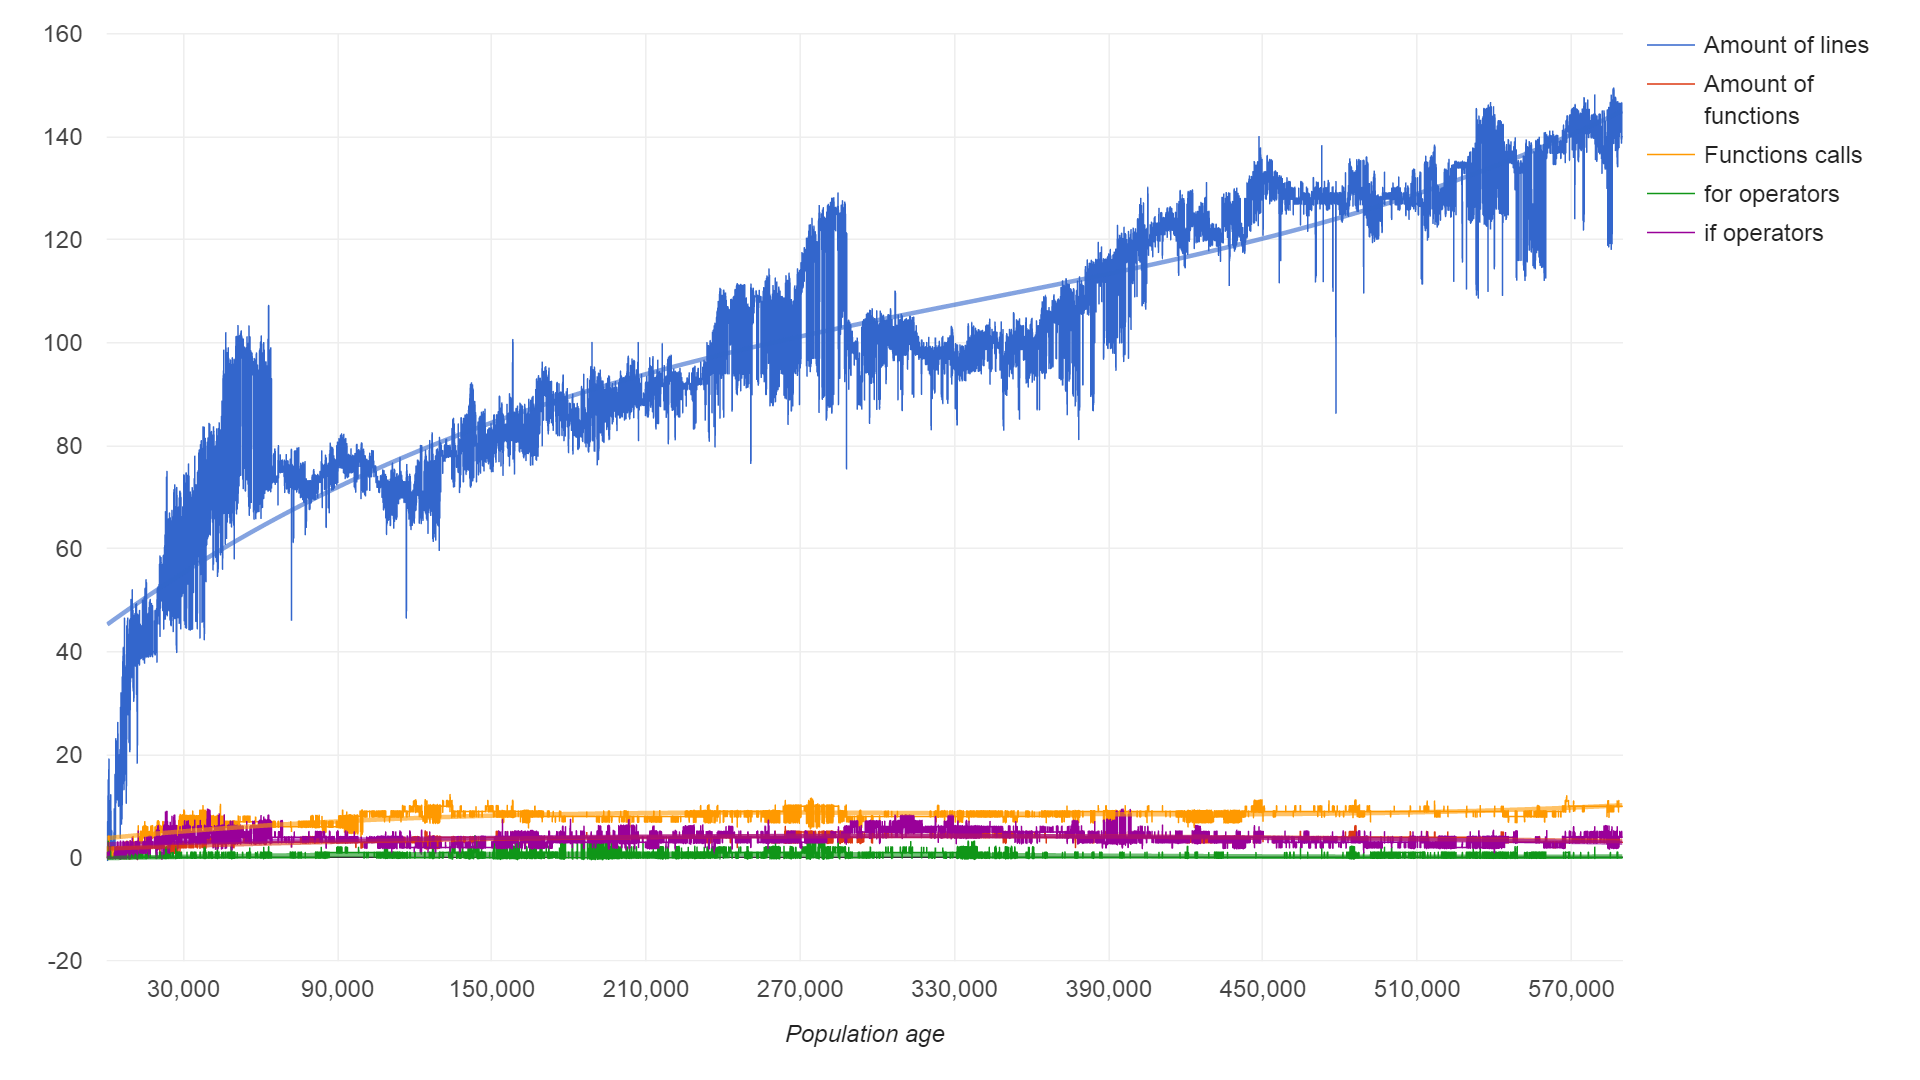 160
140
120
100
80
60
40
20
0
-20
30,000 90,000 150,000 210,000 270,000 330,000 390,000 450,000 510,000 570,000
Population age
Amount of lines
Amount of
functions
Functions calls
for operators
if operators